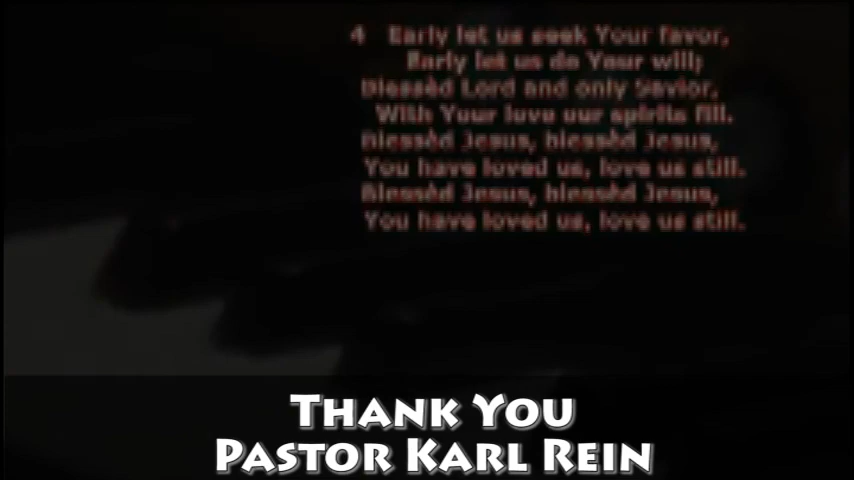 4 Early let us seek Your favor,
Early let us do Your will;
Blessèd Lord and only Savior,
With Your love our spirits fill.
Blessèd Jesus, blessèd Jesus,
You have loved us, love us still.
Blessèd Jesus, blessèd Jesus,
You have loved us, love us still.
THANK YOU
PASTOR KARL REIN